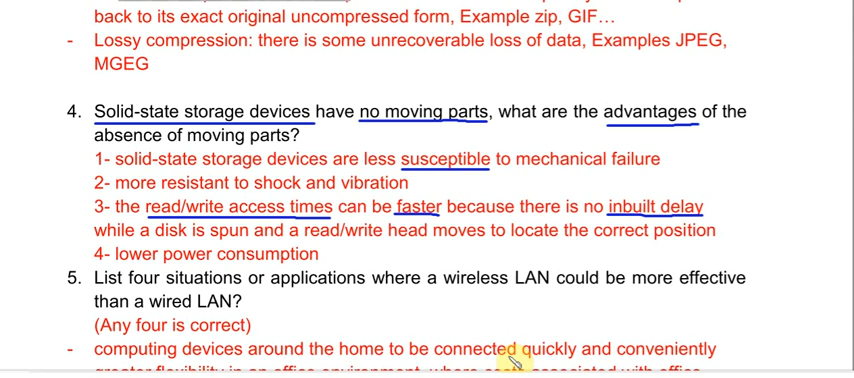 back to its exact original uncompressed form, Example zip, GIF…
- Lossy compression: there is some unrecoverable loss of data, Examples JPEG,
MGEG
4. Solid-state storage devices have no moving parts, what are the advantages of the
absence of moving parts?
1- solid-state storage devices are less susceptible to mechanical failure
2- more resistant to shock and vibration
3- the read/write access times can be faster because there is no inbuilt delay
while a disk is spun and a read/write head moves to locate the correct position
4- lower power consumption
5. List four situations or applications where a wireless LAN could be more effective
than a wired LAN?
(Any four is correct)
- computing devices around the home to be connected quickly and conveniently